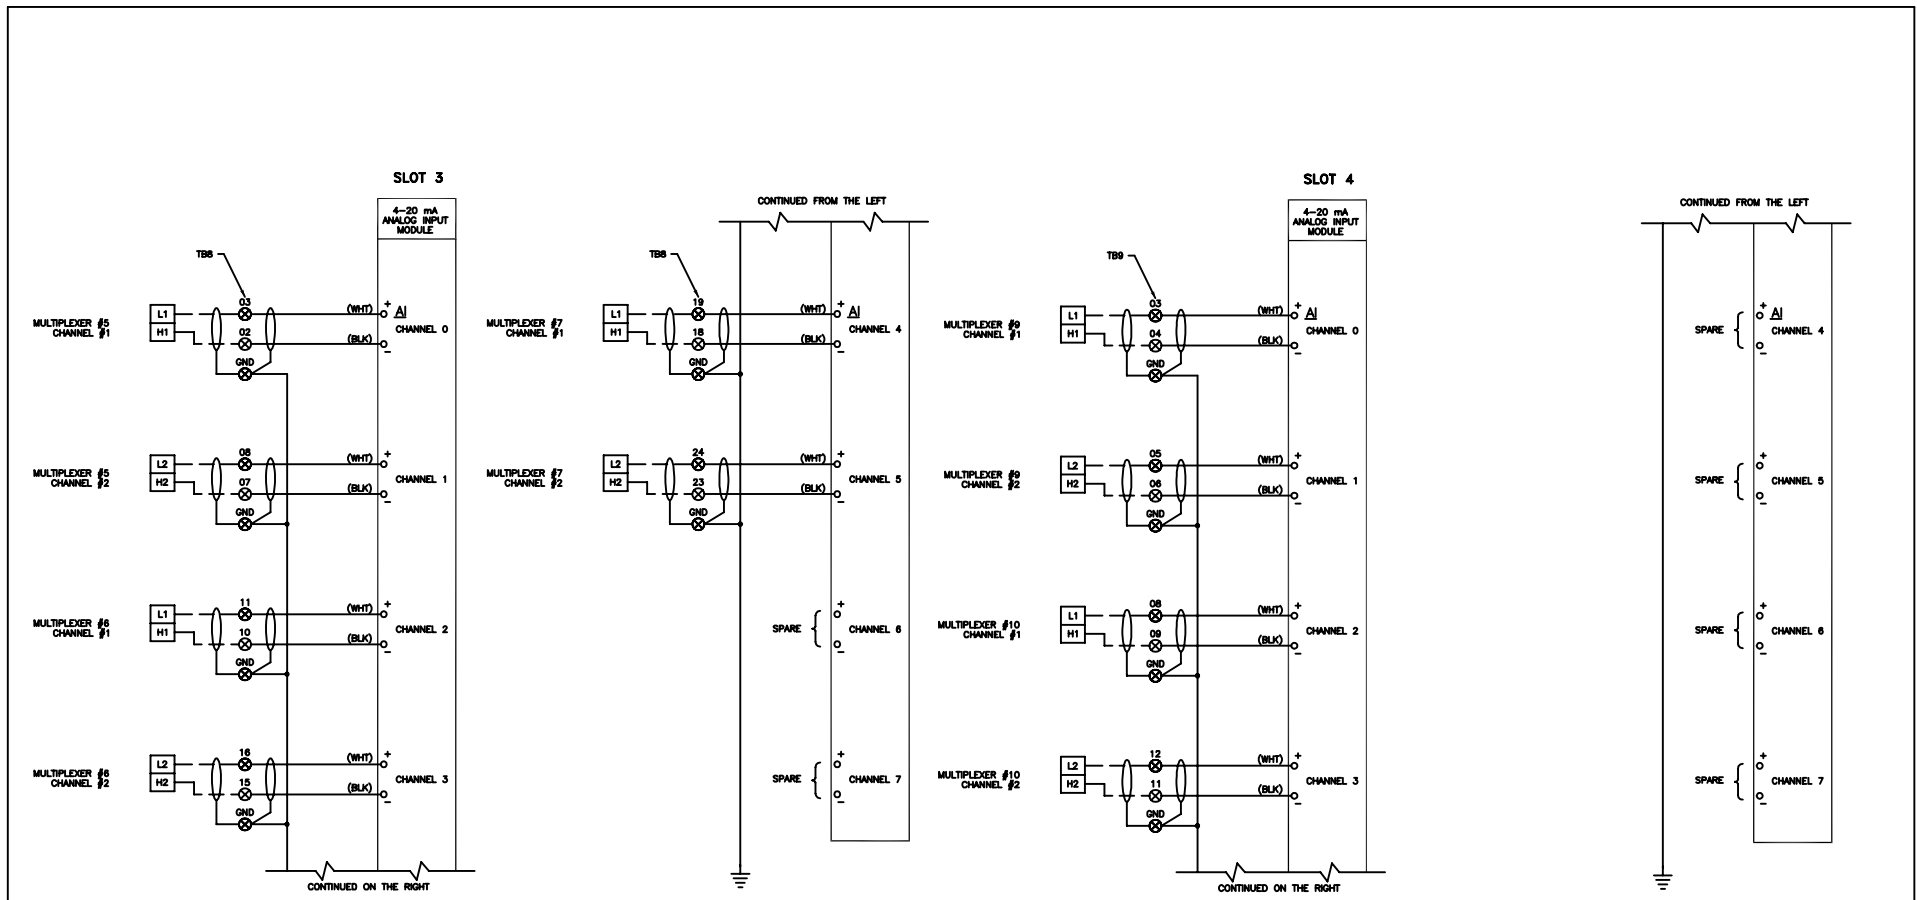 SLOT 3
4-20 mA
ANALOG INPUT
MODULE
TB8
MULTIPLEXER #5
CHANNEL #1
L1
H1
03
02
GND
(WHT)
(BLK)
+
AI
CHANNEL 0
-
MULTIPLEXER #5
CHANNEL #2
L2
H2
08
07
GND
(WHT)
(BLK)
+
CHANNEL 1
-
MULTIPLEXER #6
CHANNEL #1
L1
H1
11
10
GND
(WHT)
(BLK)
+
CHANNEL 2
-
MULTIPLEXER #6
CHANNEL #2
L2
H2
16
15
GND
(WHT)
(BLK)
+
CHANNEL 3
-
CONTINUED ON THE RIGHT
CONTINUED FROM THE LEFT
TB8
MULTIPLEXER #7
CHANNEL #1
L1
H1
19
18
GND
(WHT)
(BLK)
+
AI
CHANNEL 4
-
MULTIPLEXER #7
CHANNEL #2
L2
H2
24
23
GND
(WHT)
(BLK)
+
CHANNEL 5
-
SPARE
+
CHANNEL 6
-
SPARE
+
CHANNEL 7
-
SLOT 4
4-20 mA
ANALOG INPUT
MODULE
TB9
MULTIPLEXER #9
CHANNEL #1
L1
H1
03
04
GND
(WHT)
(BLK)
+
AI
CHANNEL 0
-
MULTIPLEXER #9
CHANNEL #2
L2
H2
05
06
GND
(WHT)
(BLK)
+
CHANNEL 1
-
MULTIPLEXER #10
CHANNEL #1
L1
H1
08
09
GND
(WHT)
(BLK)
+
CHANNEL 2
-
MULTIPLEXER #10
CHANNEL #2
L2
H2
12
11
GND
(WHT)
(BLK)
+
CHANNEL 3
-
CONTINUED ON THE RIGHT
CONTINUED FROM THE LEFT
SPARE
+
AI
CHANNEL 4
-
SPARE
+
CHANNEL 5
-
SPARE
+
CHANNEL 6
-
SPARE
+
CHANNEL 7
-